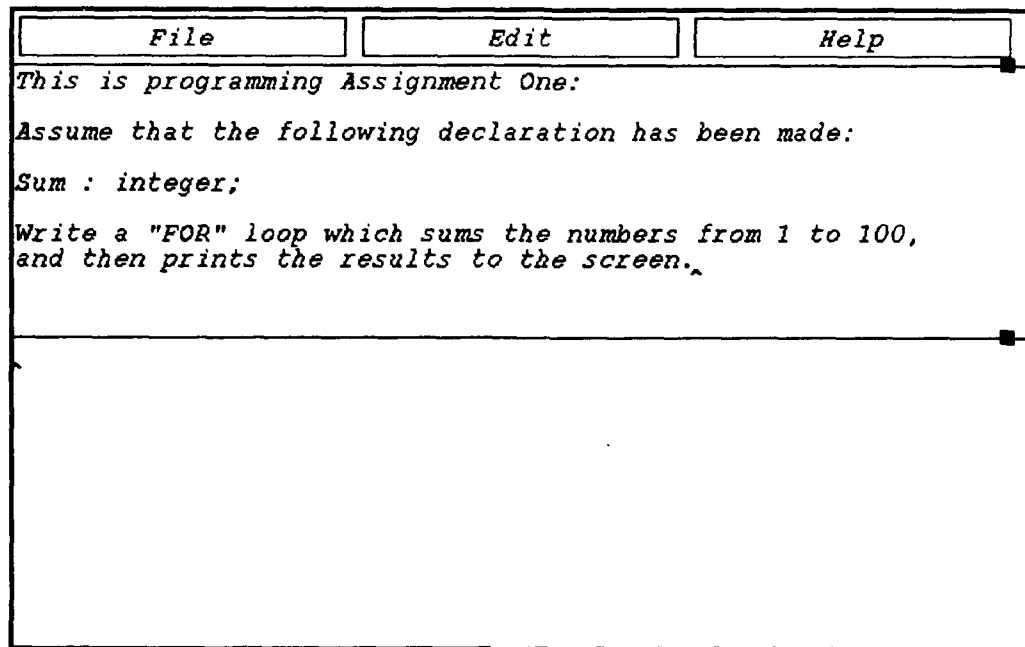 File Edit Help
This is programming Assignment One:
Assume that the following declaration has been made:
Sum : integer;
Write a "FOR" loop which sums the numbers from 1 to 100,
and then prints the results to the screen.